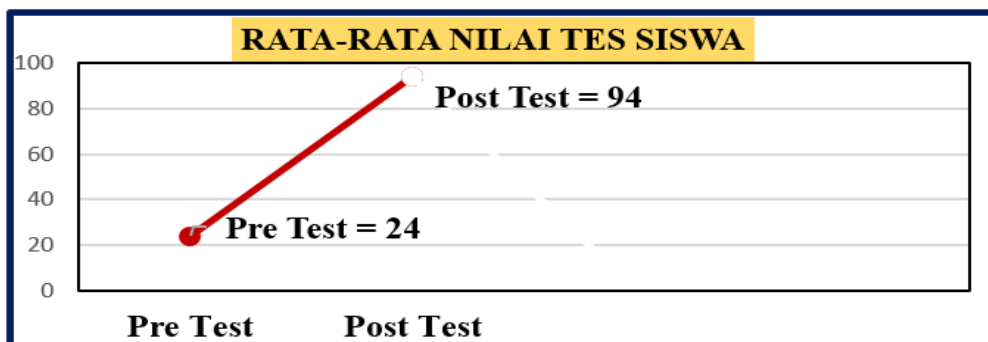 RATA-RATA NILAI TES SISWA
100
80
60
40
20
0
Post Test = 94
Pre Test = 24
Pre Test
Post Test